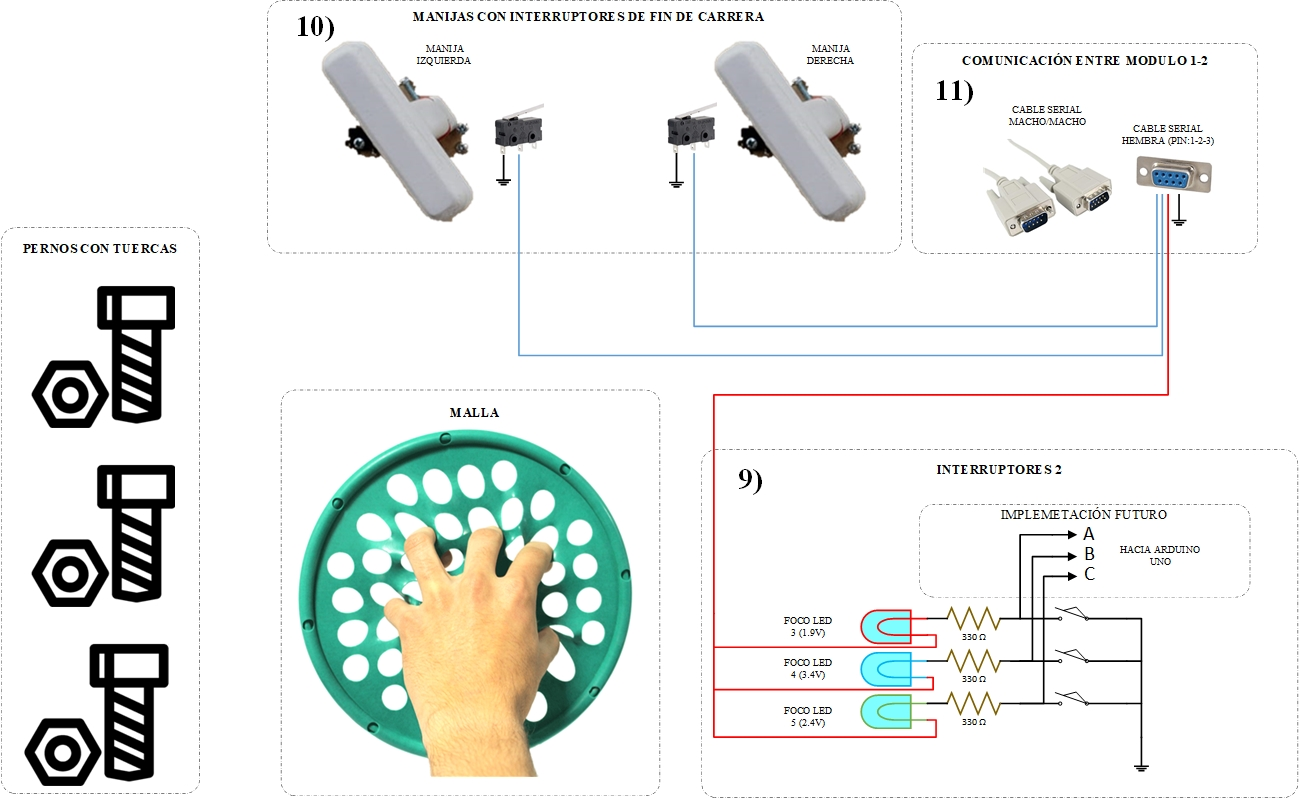 10)
MANIJAS CON INTERRUPTORES DE FIN DE CARRERA
MANIJA
IZQUIERDA
MANIJA
DERECHA
COMUNICACIÓN ENTRE MODULO 1-2
11)
CABLE SERIAL
MACHO/MACHO
CABLE SERIAL
HEMBRA (PIN:1-2-3)
PERNOS CON TUERCAS
MALLA
9)
INTERRUPTORES 2
IMPLEMETACIÓN FUTURO
A
B
C
HACIA ARDUINO
UNO
FOCO LED
3 (1.9V)
330 Ω
FOCO LED
4 (3.4V)
330 Ω
FOCO LED
5 (2.4V)
330 Ω